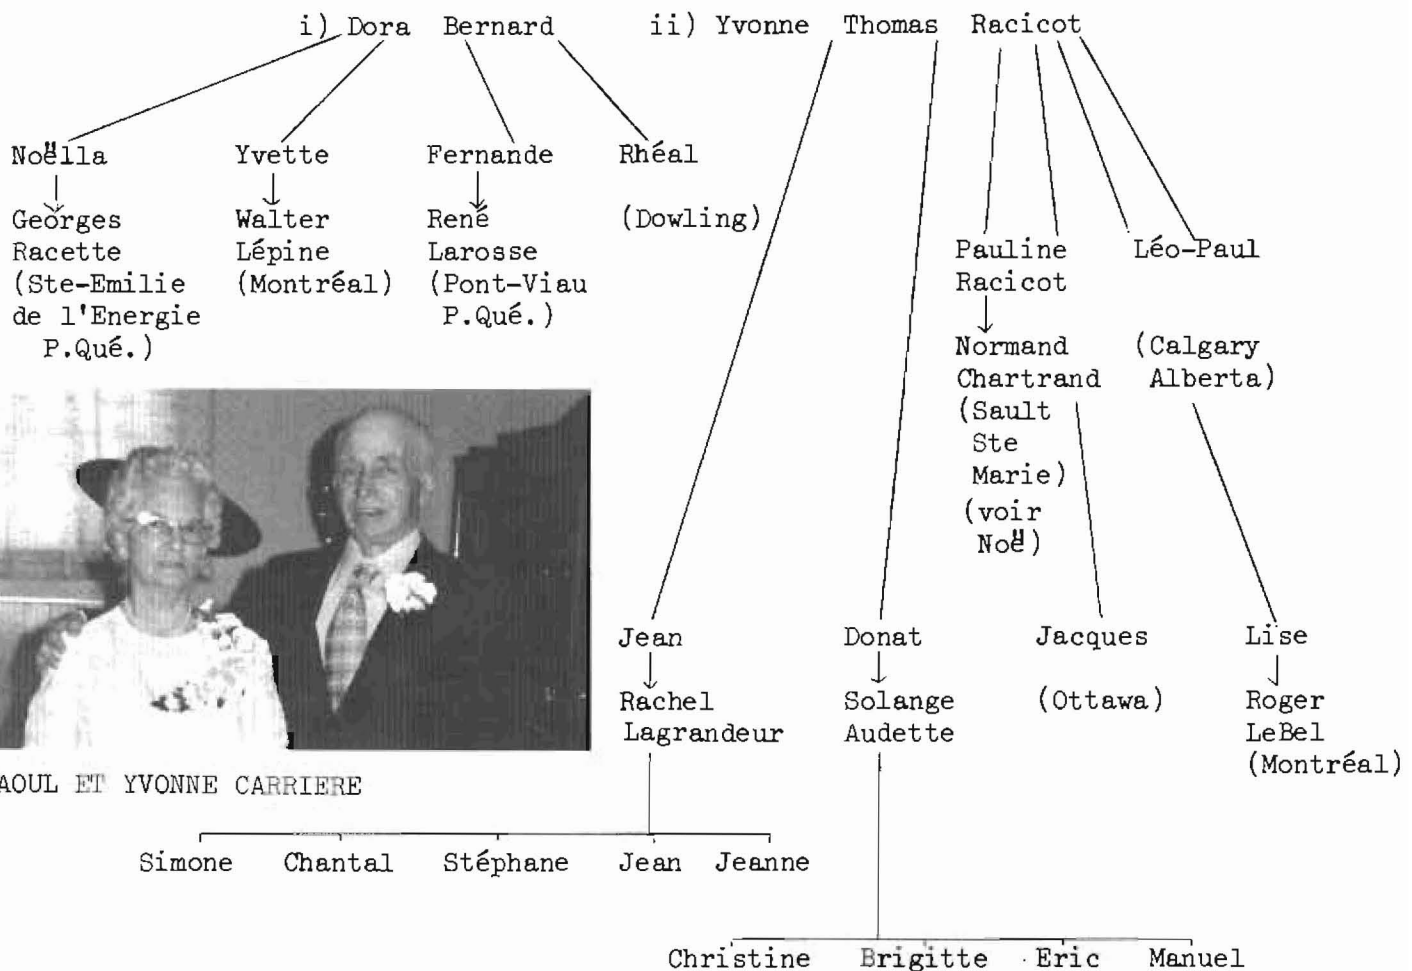 i) Dora Bernard
ii) Yvonne Thomas Racicot
Noëlla
Georges
Racette
(Ste-Emilie
de l'Energie
P.Qué.)
Yvette
Walter
Lépine
(Montréal)
Fernande
René
Larosse
(Pont-Viau
P.Qué.)
Rhéal
(Dowling)
Pauline
Racicot
Normand
Chartrand
(Sault
Ste
Marie)
(voir
Noë)
Léo-Paul
(Calgary
Alberta)
Jean
Rachel
Lagrandeur
Donat
Solange
Audette
Jacques
(Ottawa)
Lise
Roger
LeBel
(Montréal)
AOUL ET YVONNE CARRIERE
Simone Chantal Stéphane Jean Jeanne
Christine Brigitte Eric Manuel